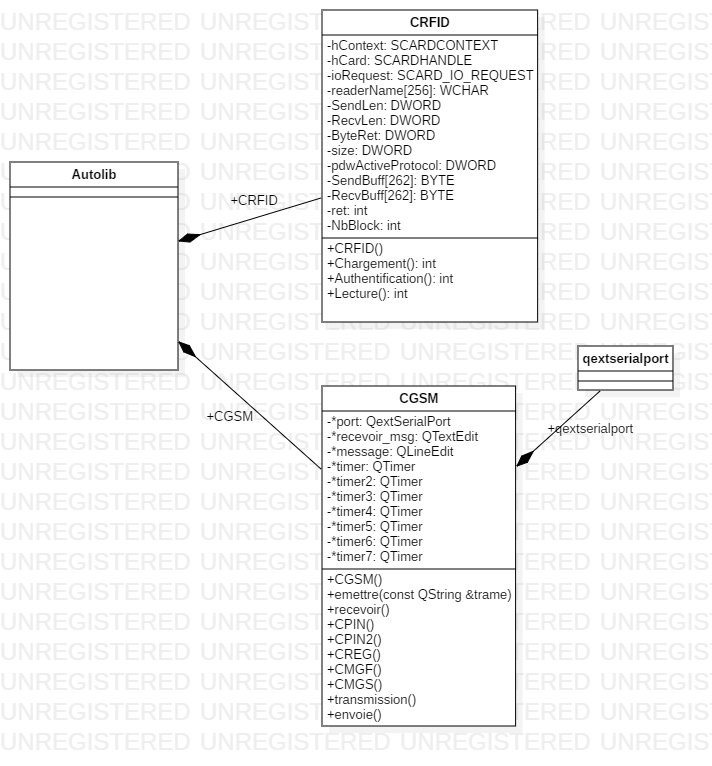 CRFID
-hContext: SCARDCONTEXT
-hCard: SCARDHANDLE
-ioRequest: SCARD_IO_REQUEST
-readerName[256]: WCHAR
-SendLen: DWORD
-RecvLen: DWORD
-ByteRet: DWORD
-size: DWORD
-pdwActiveProtocol: DWORD
-SendBuff[262]: BYTE
-RecvBuff[262]: BYTE
-ret: int
-NbBlock: int
+CRFID()
+Chargement(): int
+Authentification(): int
+Lecture(): int
Autolib
+CRFID
+CGSM
qextserialport
+qextserialport
CGSM
-*port: QextSerialPort
-*recevoir_msg: QTextEdit
-*message: QLineEdit
-*timer: QTimer
-*timer2: QTimer
-*timer3: QTimer
-*timer4: QTimer
-*timer5: QTimer
-*timer6: QTimer
-*timer7: QTimer
+CGSM()
+emettre(const QString &trame)
+recevoir()
+CPIN()
+CPIN2()
+CREG()
+CMGF()
+CMGS()
+transmission()
+envoie()
UNREGISTERED